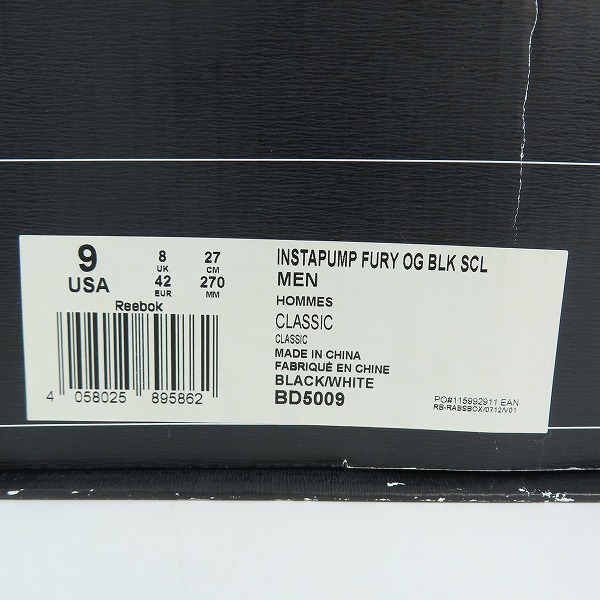 9
USA
8
UK
42
EUR
27
CM
270
MM
Reebok
4 058025 895862
INSTAPUMP FURY OG BLK SCL
MEN
HOMMES
CLASSIC
CLASSIC
MADE IN CHINA
FABRIQUÉ EN CHINE
BLACK/WHITE
BD5009
PO#115992911 EAN
RB-RABSBOX/0712/V01